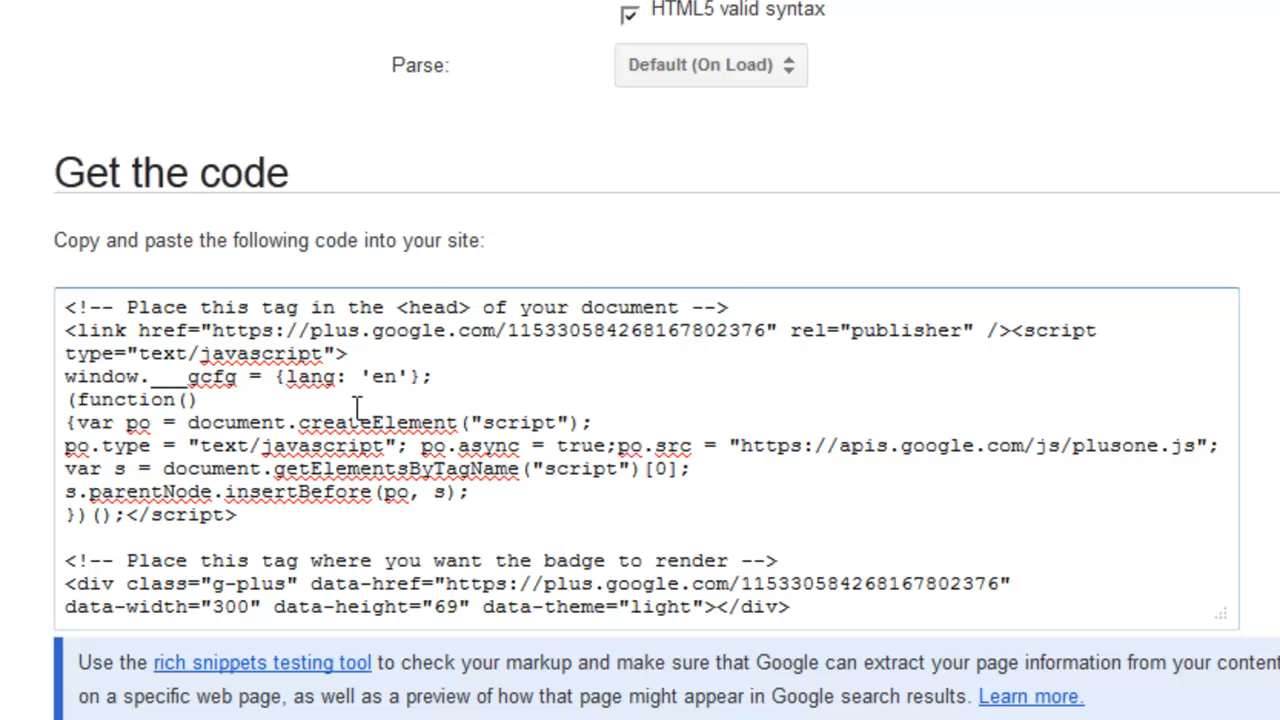 HTML5 valid syntax
Parse:
Default (On Load)
Get the code
Copy and paste the following code into your site:
<!-- Place this tag in the <head> of your document -->
<link href="https://plus.google.com/115330584268167802376" rel="publisher" /><script
type="text/javascript">
window.___gcfg = {lang: 'en'};
(function()
{var po = document.createElement("script");
po.type = "text/javascript"; po.async = true;po.src = "https://apis.google.com/js/plusone.js";
var s = document.getElementsByTagName("script")[0];
s.parentNode.insertBefore(po, s);
})();</script>
<!-- Place this tag where you want the badge to render -->
<div class="g-plus" data-href="https://plus.google.com/115330584268167802376"
data-width="300" data-height="69" data-theme="light"></div>
Use the rich snippets testing tool to check your markup and make sure that Google can extract your page information from your content
on a specific web page, as well as a preview of how that page might appear in Google search results. Learn more.